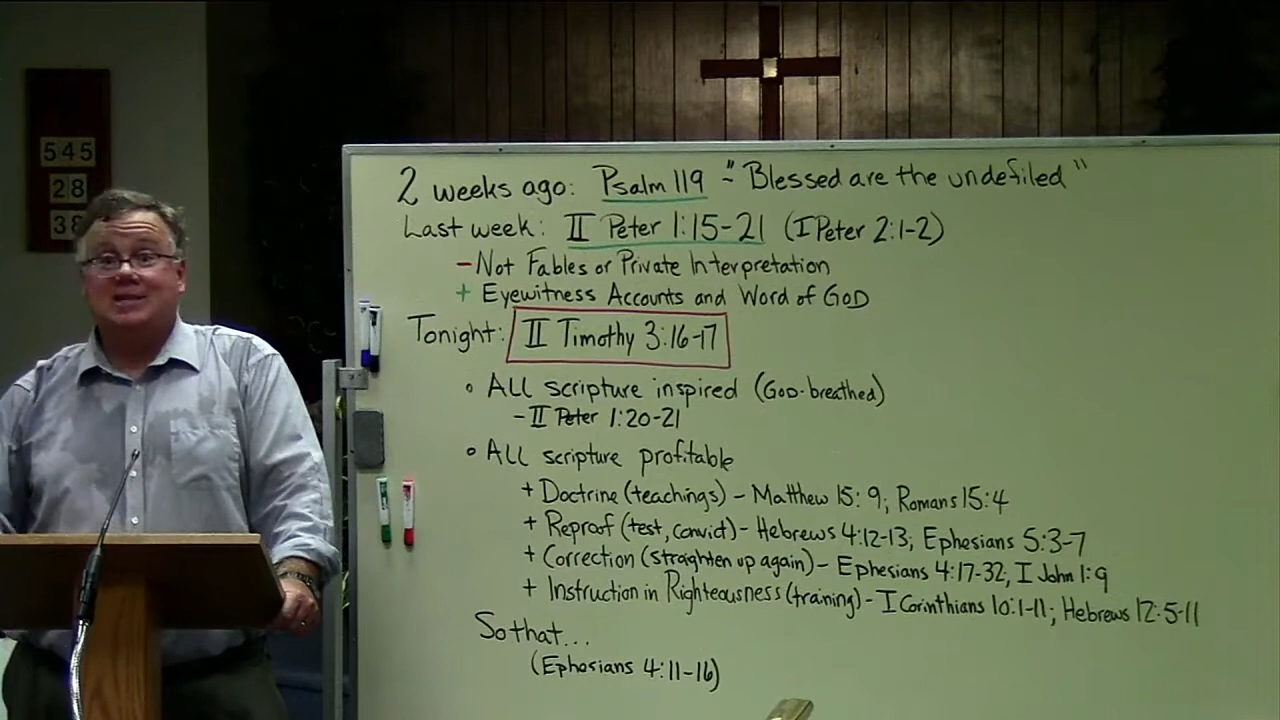 545
28
38
2 weeks ago: Psalm 119 - "Blessed are the undefiled"
Last week: II Peter 1:15-21 (I Peter 2:1-2)
- Not Fables or Private Interpretation
+ Eyewitness Accounts and Word of GOD
Tonight: II Timothy 3:16-17
• ALL scripture inspired (GOD-breathed)
- II Peter 1:20-21
• ALL scripture profitable
+ Doctrine (teachings) - Matthew 15:9; Romans 15:4
+ Reproof (test, convict) - Hebrews 4:12-13; Ephesians 5:3-7
+ Correction (straighten up again) - Ephesians 4:17-32, I John 1:9
+ Instruction in Righteousness (training) - I Corinthians 10:1-11; Hebrews 12:5-11
So that...
(Ephesians 4:11-16)